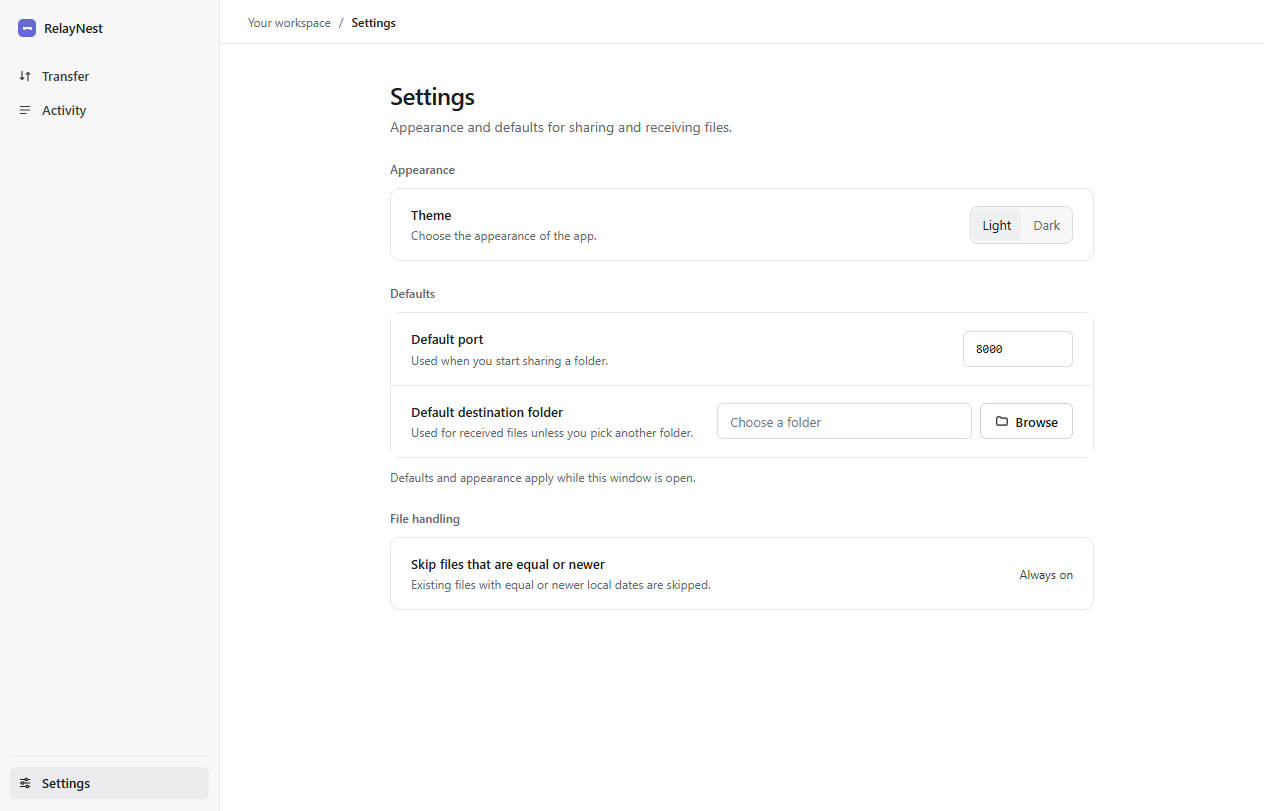 RelayNest
Transfer
Activity
Settings
Your workspace / Settings
Settings
Appearance and defaults for sharing and receiving files.
Appearance
Theme
Choose the appearance of the app.
Light Dark
Defaults
Default port
Used when you start sharing a folder.
8000
Default destination folder
Used for received files unless you pick another folder.
Choose a folder
Browse
Defaults and appearance apply while this window is open.
File handling
Skip files that are equal or newer
Existing files with equal or newer local dates are skipped.
Always on